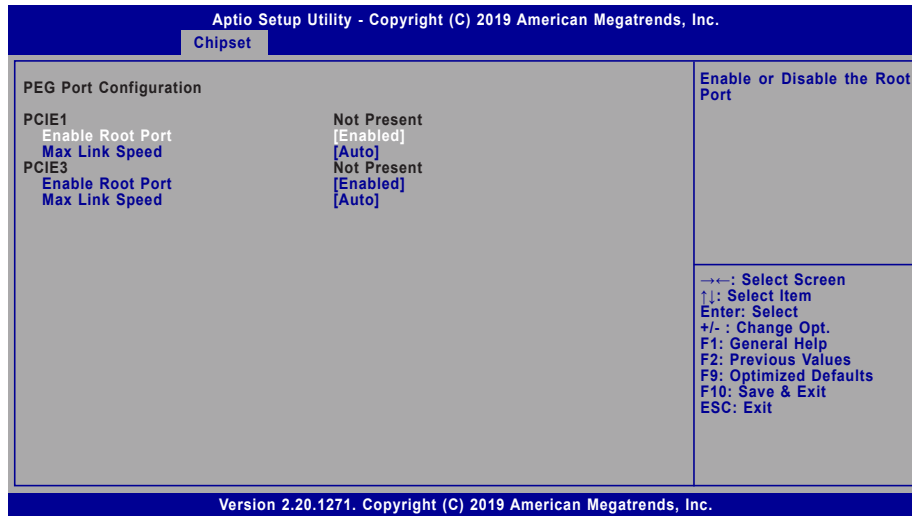 Aptio Setup Utility - Copyright (C) 2019 American Megatrends, Inc.
Chipset
PEG Port Configuration
PCIE1 Not Present
Enable Root Port [Enabled]
Max Link Speed [Auto]
PCIE3 Not Present
Enable Root Port [Enabled]
Max Link Speed [Auto]
Enable or Disable the Root
Port
→←: Select Screen
↑↓: Select Item
Enter: Select
+/- : Change Opt.
F1: General Help
F2: Previous Values
F9: Optimized Defaults
F10: Save & Exit
ESC: Exit
Version 2.20.1271. Copyright (C) 2019 American Megatrends, Inc.